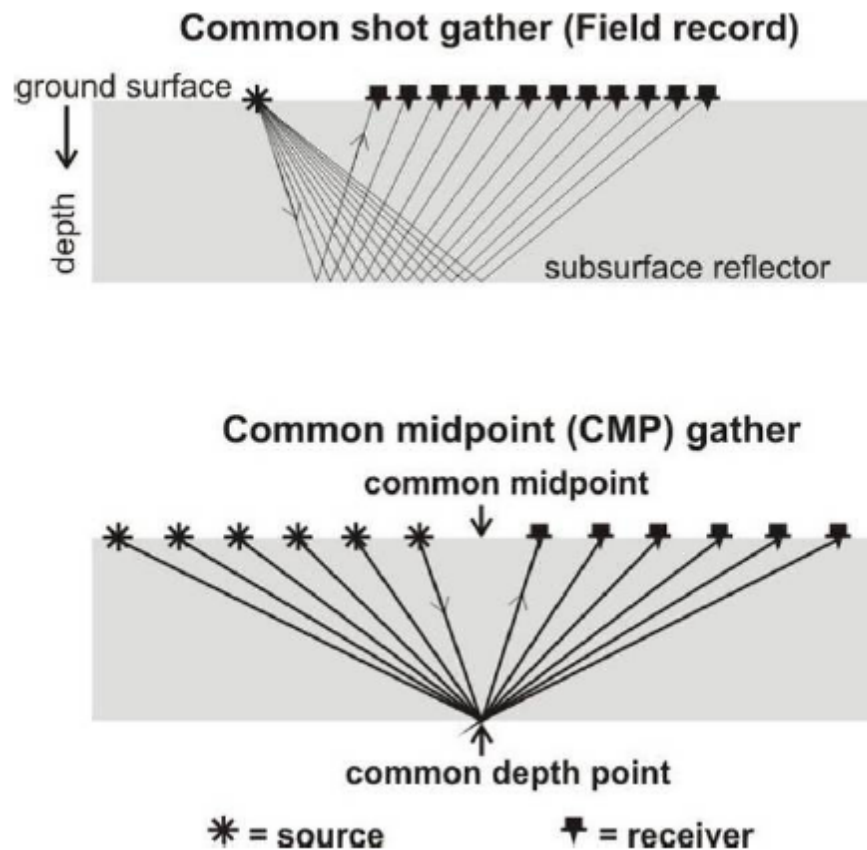 Common shot gather (Field record)
ground surface
depth
subsurface reflector
Common midpoint (CMP) gather
common midpoint
common depth point
= source
= receiver